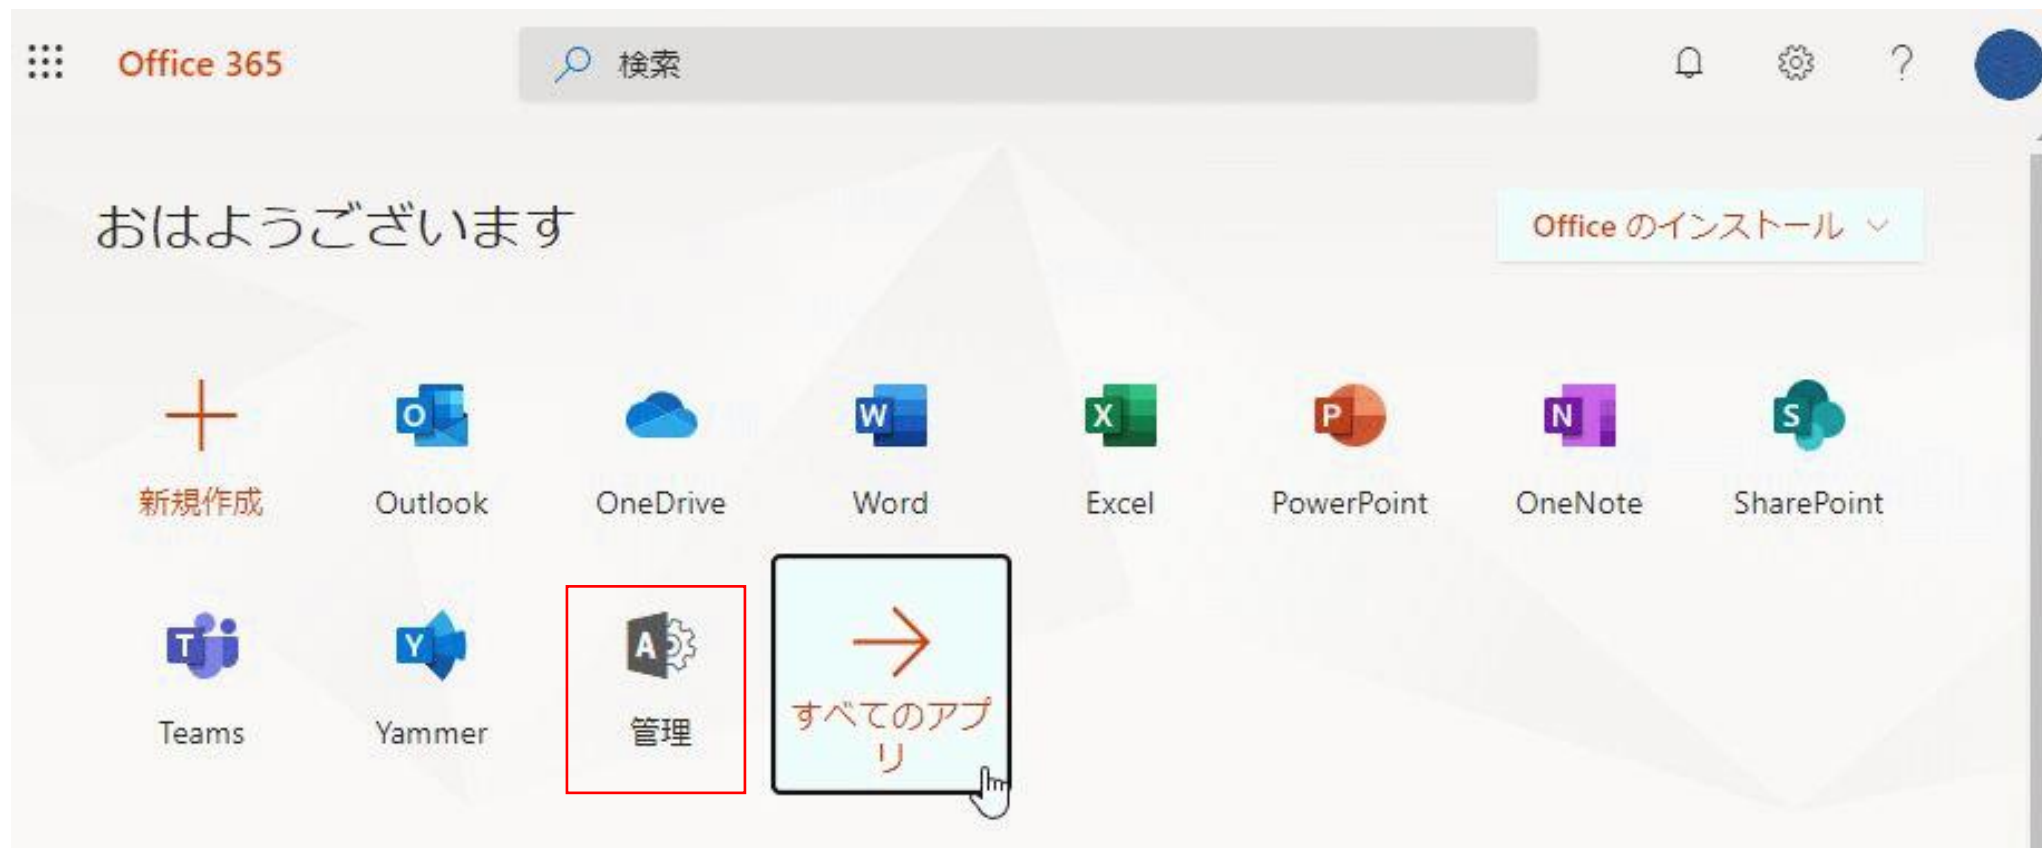 Office 365
検索
?
おはようございます
Office のインストール
新規作成
Outlook
OneDrive
Word
Excel
PowerPoint
OneNote
SharePoint
Teams
Yammer
管理
すべてのアプ
リ